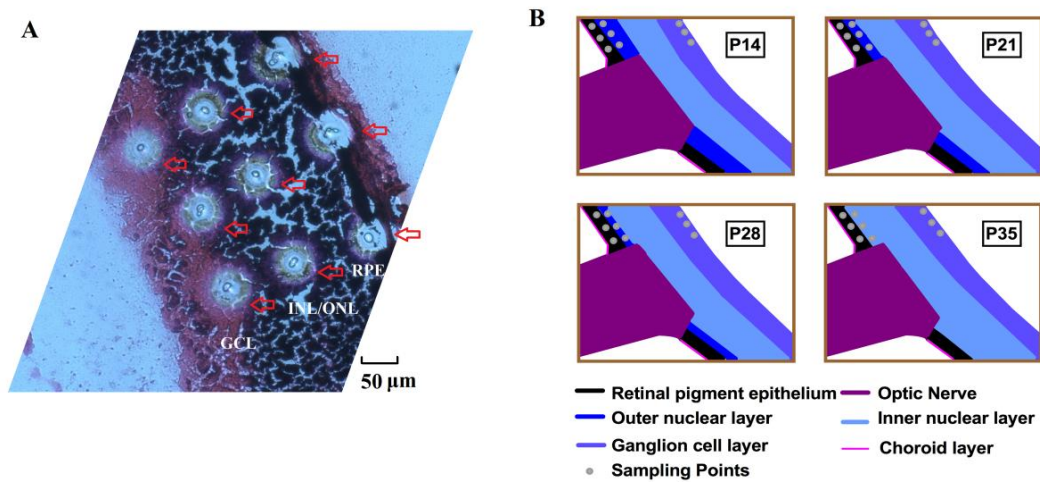 A
B
RPE
INL/ONL
GCL
50 µm
P14
P21
P28
P35
Retinal pigment epithelium
Optic Nerve
Outer nuclear layer
Inner nuclear layer
Ganglion cell layer
Choroid layer
Sampling Points